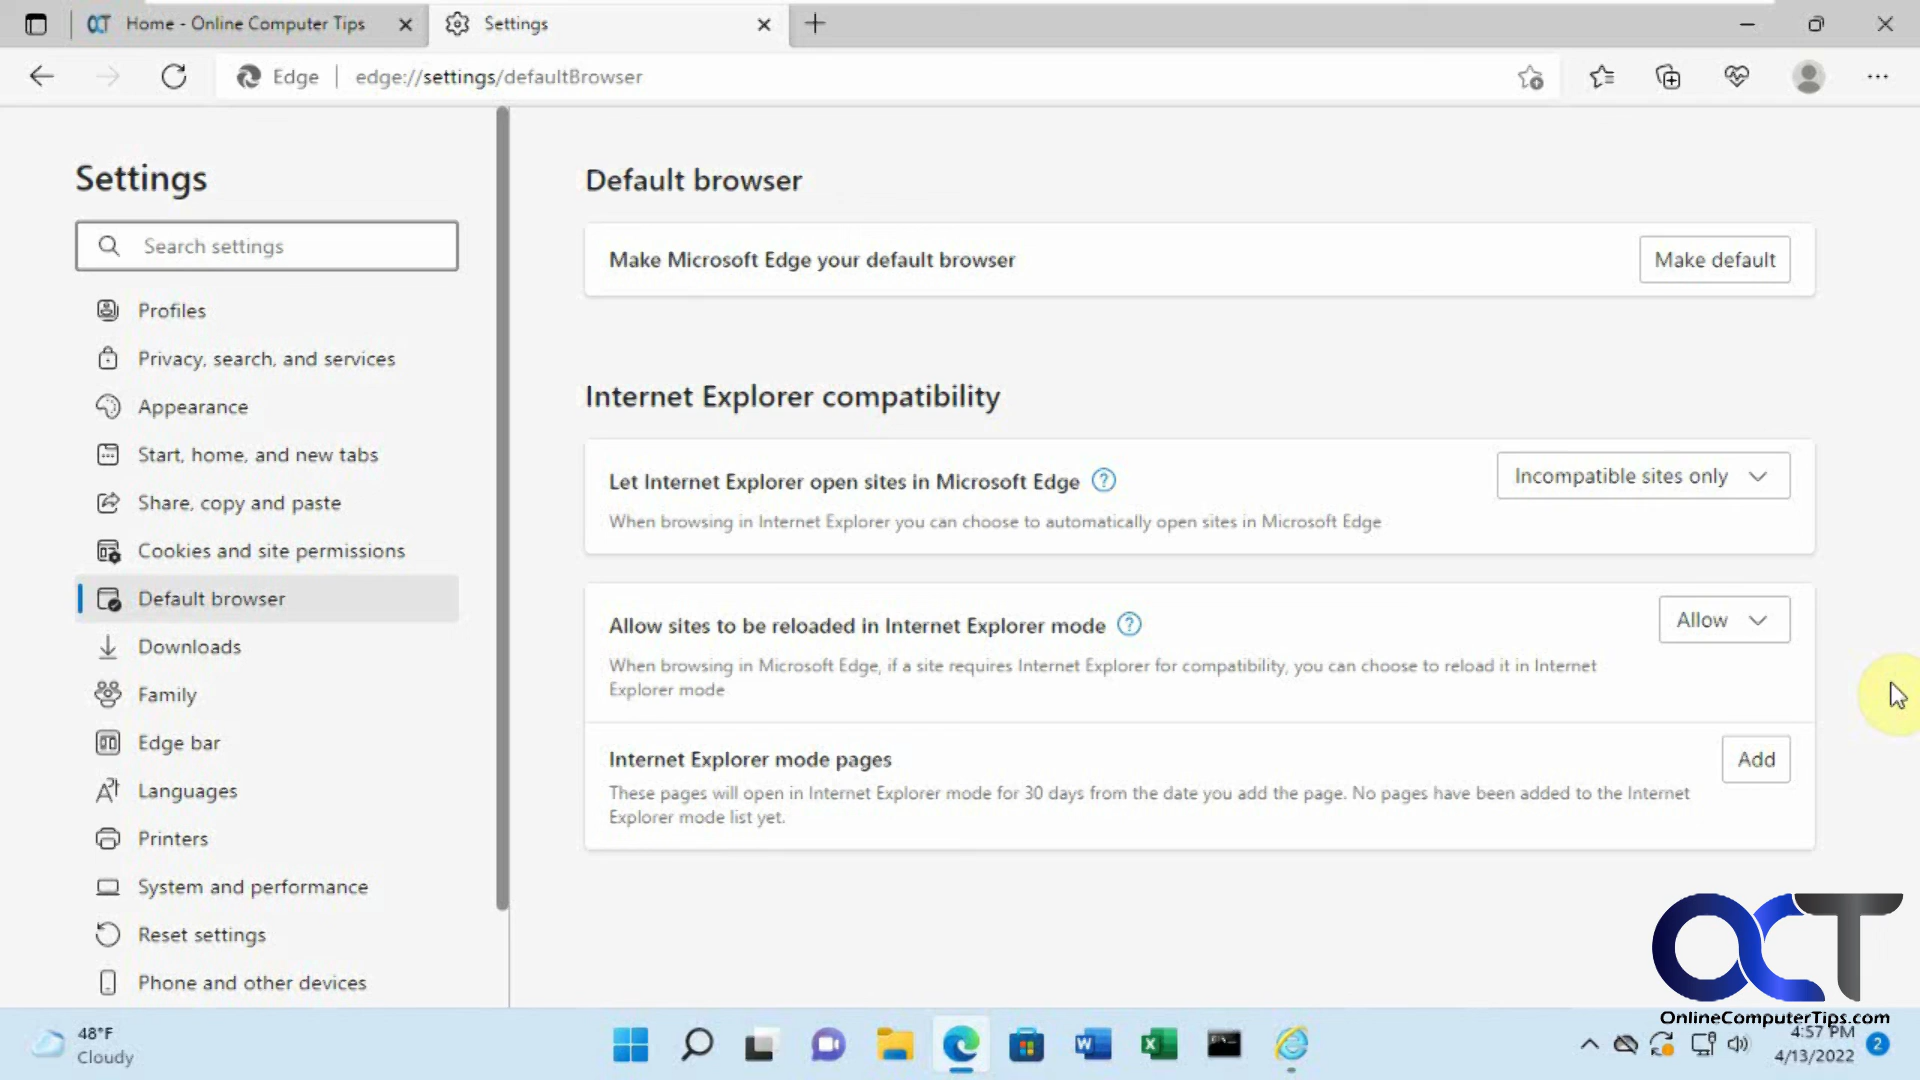 OCT Home - Online Computer Tips
Settings
Edge
edge://settings/defaultBrowser
Settings
Search settings
Profiles
Privacy, search, and services
Appearance
Start, home, and new tabs
Share, copy and paste
Cookies and site permissions
Default browser
Downloads
Family
Edge bar
Languages
Printers
System and performance
Reset settings
Phone and other devices
Default browser
Make Microsoft Edge your default browser
Make default
Internet Explorer compatibility
Let Internet Explorer open sites in Microsoft Edge ?
Incompatible sites only
When browsing in Internet Explorer you can choose to automatically open sites in Microsoft Edge
Allow sites to be reloaded in Internet Explorer mode ?
Allow
When browsing in Microsoft Edge, if a site requires Internet Explorer for compatibility, you can choose to reload it in Internet
Explorer mode
Internet Explorer mode pages
Add
These pages will open in Internet Explorer mode for 30 days from the date you add the page. No pages have been added to the Internet
Explorer mode list yet.
OCT
OnlineComputerTips.com
48°F
Cloudy
W
X
4:57 PM
4/13/2022
2